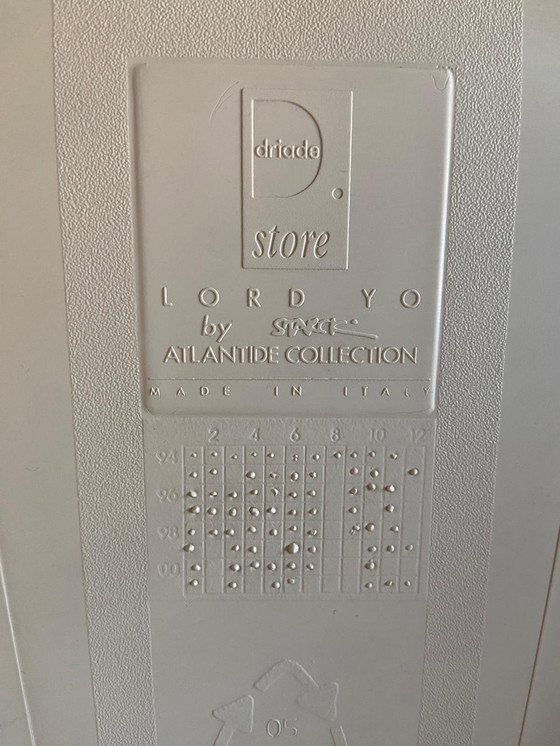 driade
store
LORD YO
by STARCK
ATLANTIDE COLLECTION
MADE IN ITALY
2 4 6 8 10 12
94
96
98
00
05